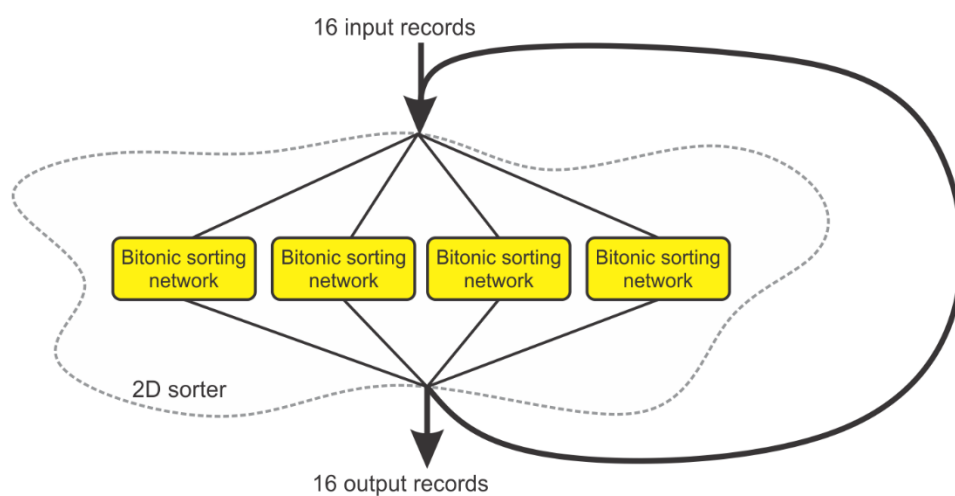 16 input records
Bitonic sorting
network
Bitonic sorting
network
Bitonic sorting
network
Bitonic sorting
network
2D sorter
16 output records